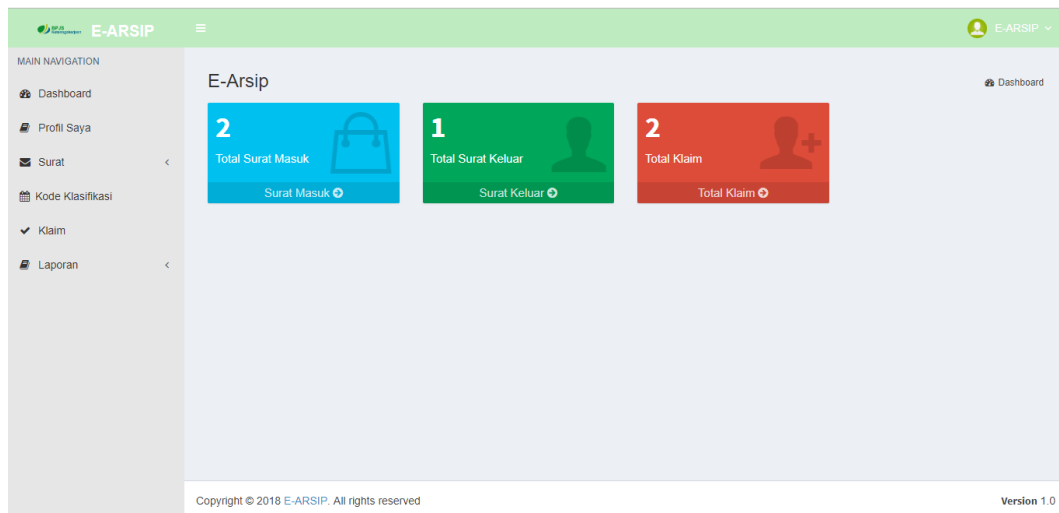 BPJS
Ketenagakerjaan
E-ARSIP
E-ARSIP
MAIN NAVIGATION
Dashboard
Profil Saya
Surat
Kode Klasifikasi
Klaim
Laporan
E-Arsip
Dashboard
2
Total Surat Masuk
Surat Masuk
1
Total Surat Keluar
Surat Keluar
2
Total Klaim
Total Klaim
Copyright © 2018 E-ARSIP. All rights reserved
Version 1.0